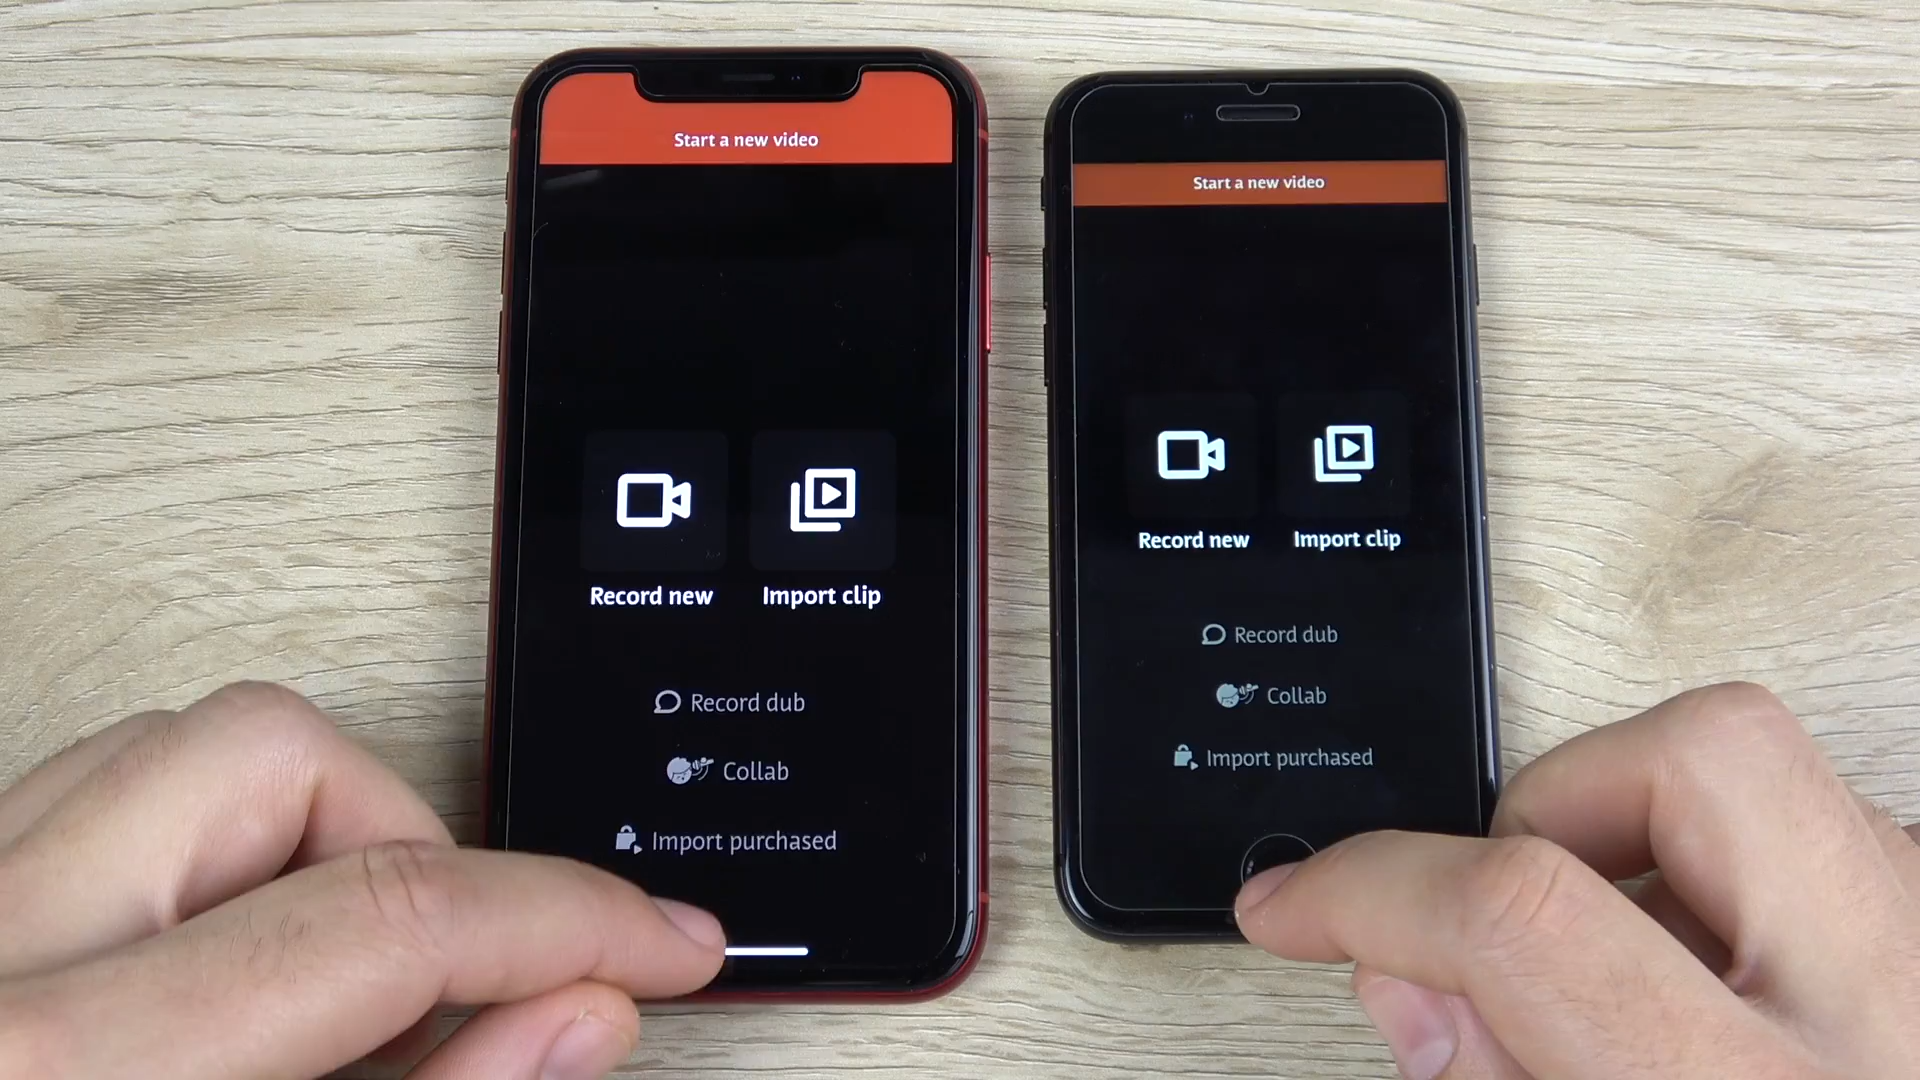 Start a new video
Record new
Import clip
Record dub
Collab
Import purchased
Start a new video
Record new
Import clip
Record dub
Collab
Import purchased